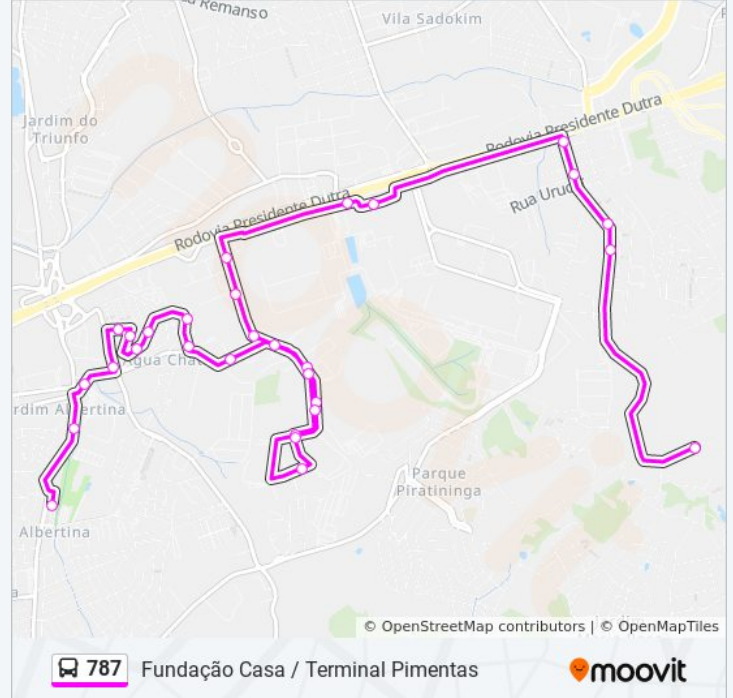 Remanso
Vila Sadokim
Jardim do
Triunfo
Rodovia Presidente Dutra
Rua Uruc
Rodovia Presidente Dutra
Água Cha
rdim Albertina
Parque
Piratininga
Albertina
© OpenStreetMap contributors | © OpenMapTiles
787 Fundação Casa / Terminal Pimentas
moovit